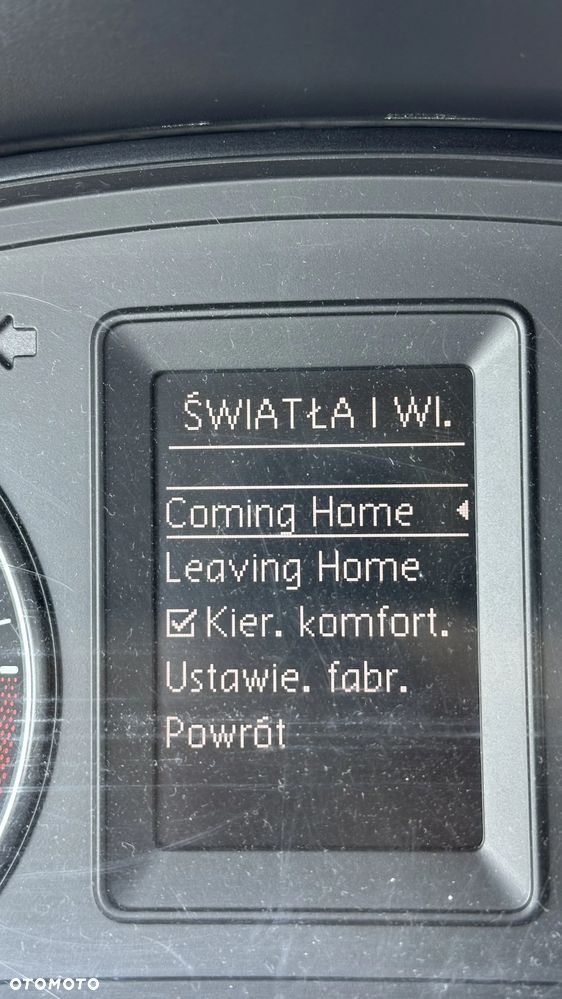 ŚWIATŁA I WI.
Coming Home
Leaving Home
Kier. komfort.
Ustawie. fabr.
Powrót
OTOMOTO